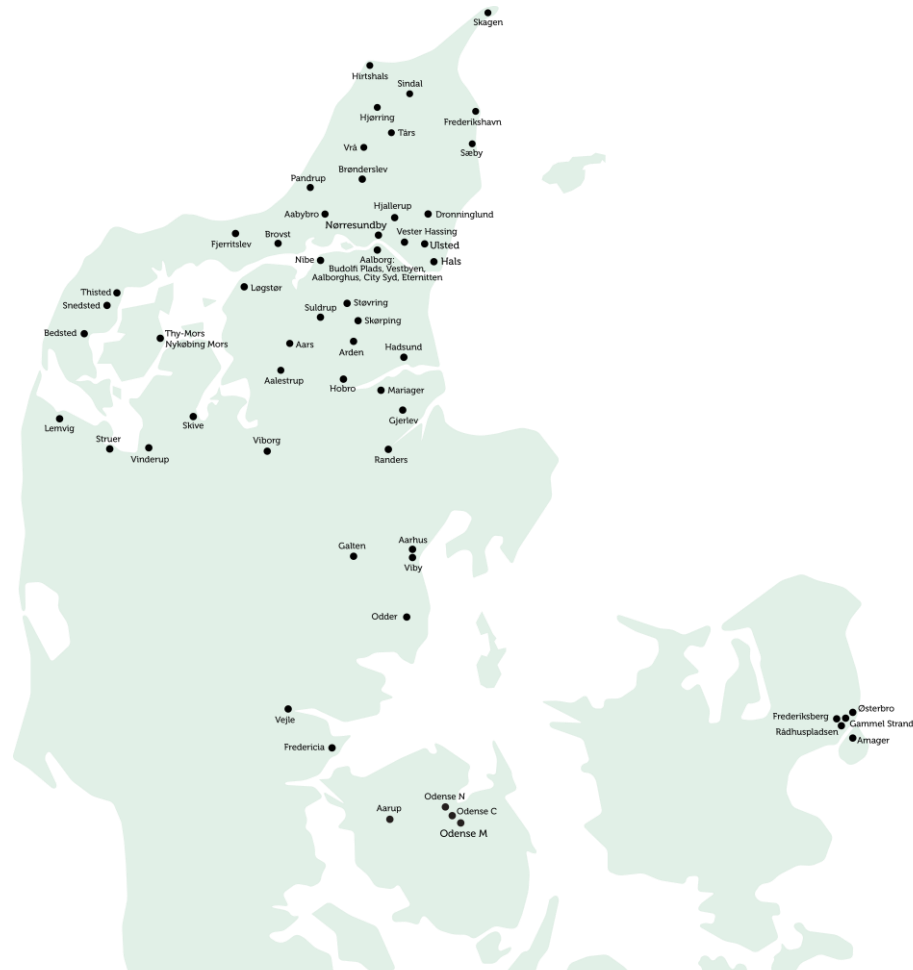 Skagen
Hirtshals
Sindal
Hjørring
Frederikshavn
Tårs
Vrå
Sæby
Brønderslev
Pandrup
Hjallerup
Aabybro
Dronninglund
Nørresundby
Vester Hassing
Fjerritslev
Brovst
Ulsted
Nibe
Aalborg:
Budolfi Plads, Vestbyen,
Aalborghus, City Syd, Eternitten
Hals
Løgstør
Thisted
Snedsted
Støvring
Suldrup
Skørping
Bedsted
Thy-Mors
Nykøbing Mors
Aars
Arden
Hadsund
Aalestrup
Hobro
Mariager
Gjerlev
Lemvig
Skive
Struer
Vinderup
Viborg
Randers
Aarhus
Galten
Viby
Odder
Vejle
Fredericia
Østerbro
Frederiksberg
Gammel Strand
Rådhuspladsen
Amager
Odense N
Aarup
Odense C
Odense M